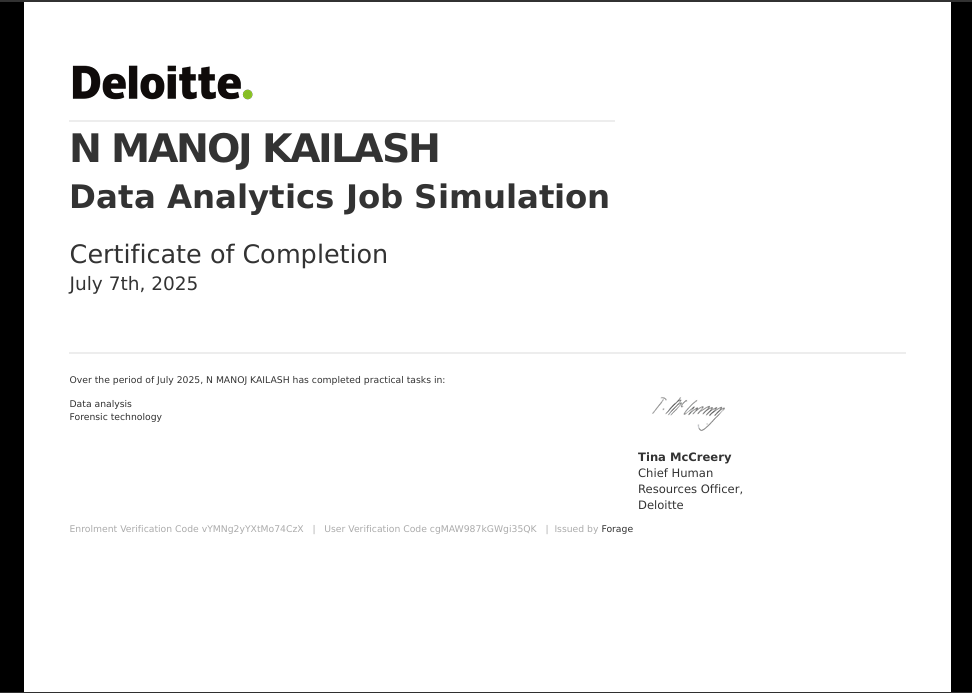 Deloitte.
N MANOJ KAILASH
Data Analytics Job Simulation
Certificate of Completion
July 7th, 2025
Over the period of July 2025, N MANOJ KAILASH has completed practical tasks in:
Data analysis
Forensic technology
T. McCreery
Tina McCreery
Chief Human
Resources Officer,
Deloitte
Enrolment Verification Code vYMNg2yYXtMo74CzX | User Verification Code cgMAW987kGWgi35QK | Issued by Forage